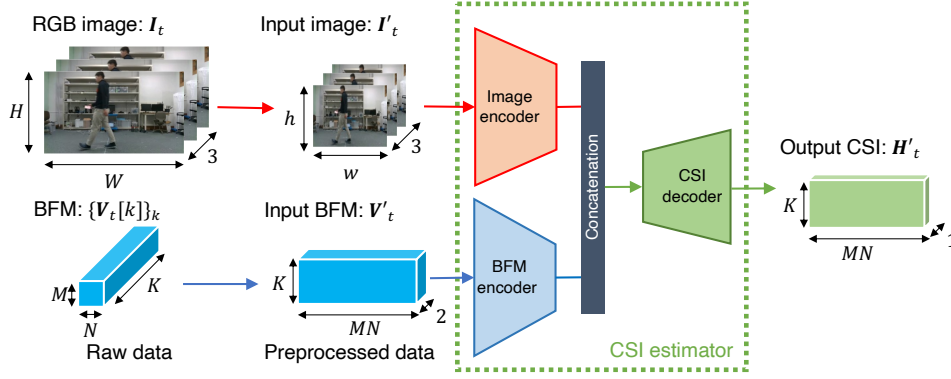 RGB image: I_t
Input image: I'_t
H
W
3
h
w
3
Image
encoder
Concatenation
CSI
decoder
Output CSI: H'_t
K
MN
1
BFM: {V_t[k]}_k
Input BFM: V'_t
M
N
K
K
MN
2
BFM
encoder
Raw data
Preprocessed data
CSI estimator